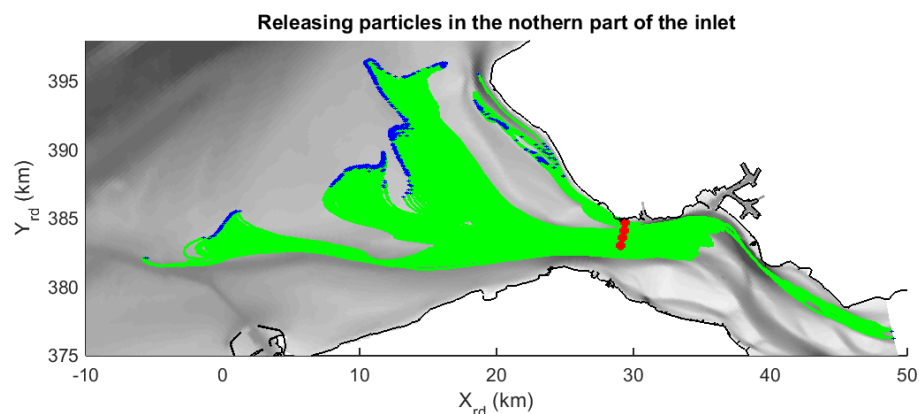 Releasing particles in the nothern part of the inlet
395
390
385
380
375
Y_rd (km)
-10 0 10 20 30 40 50
X_rd (km)